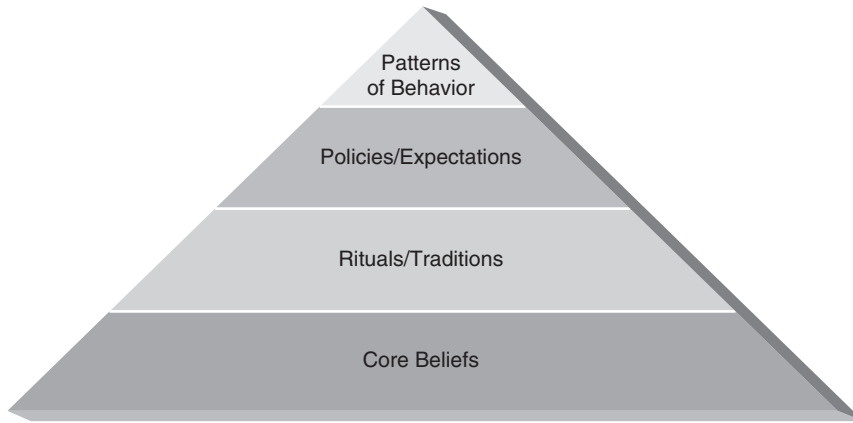 Patterns
of Behavior
Policies/Expectations
Rituals/Traditions
Core Beliefs